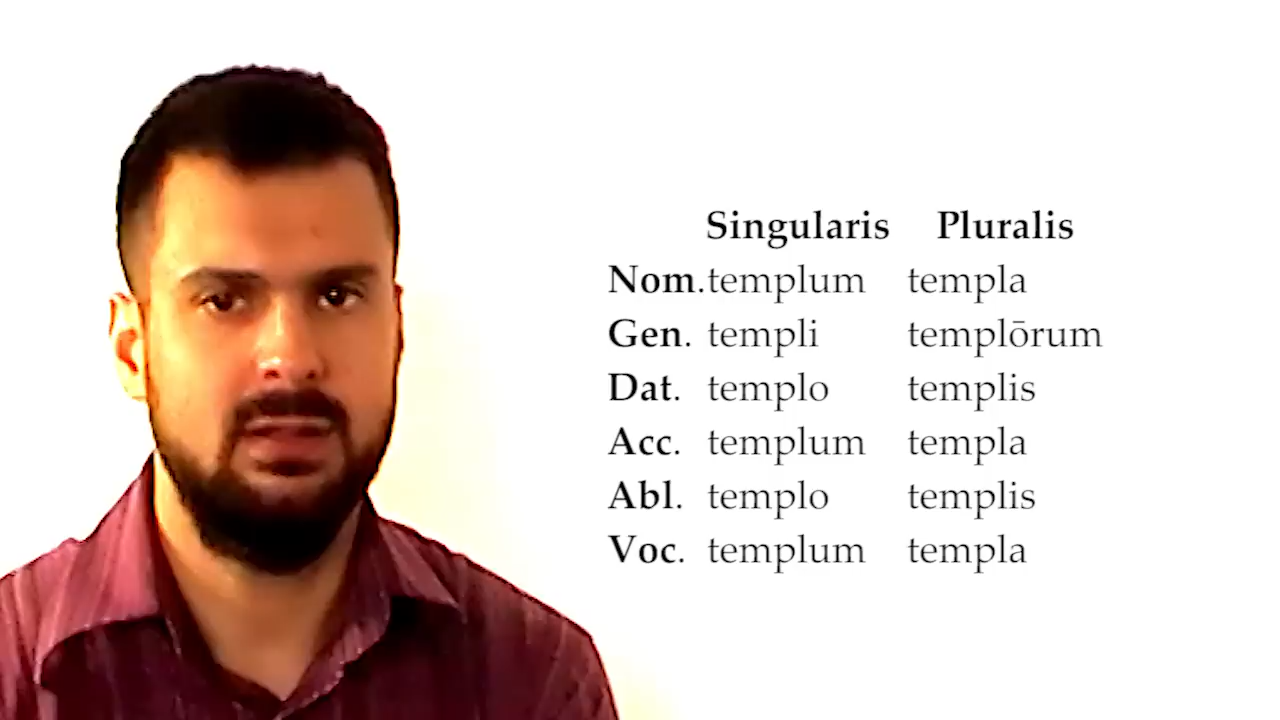 Singularis Pluralis
Nom. templum templa
Gen. templi templōrum
Dat. templo templis
Acc. templum templa
Abl. templo templis
Voc. templum templa